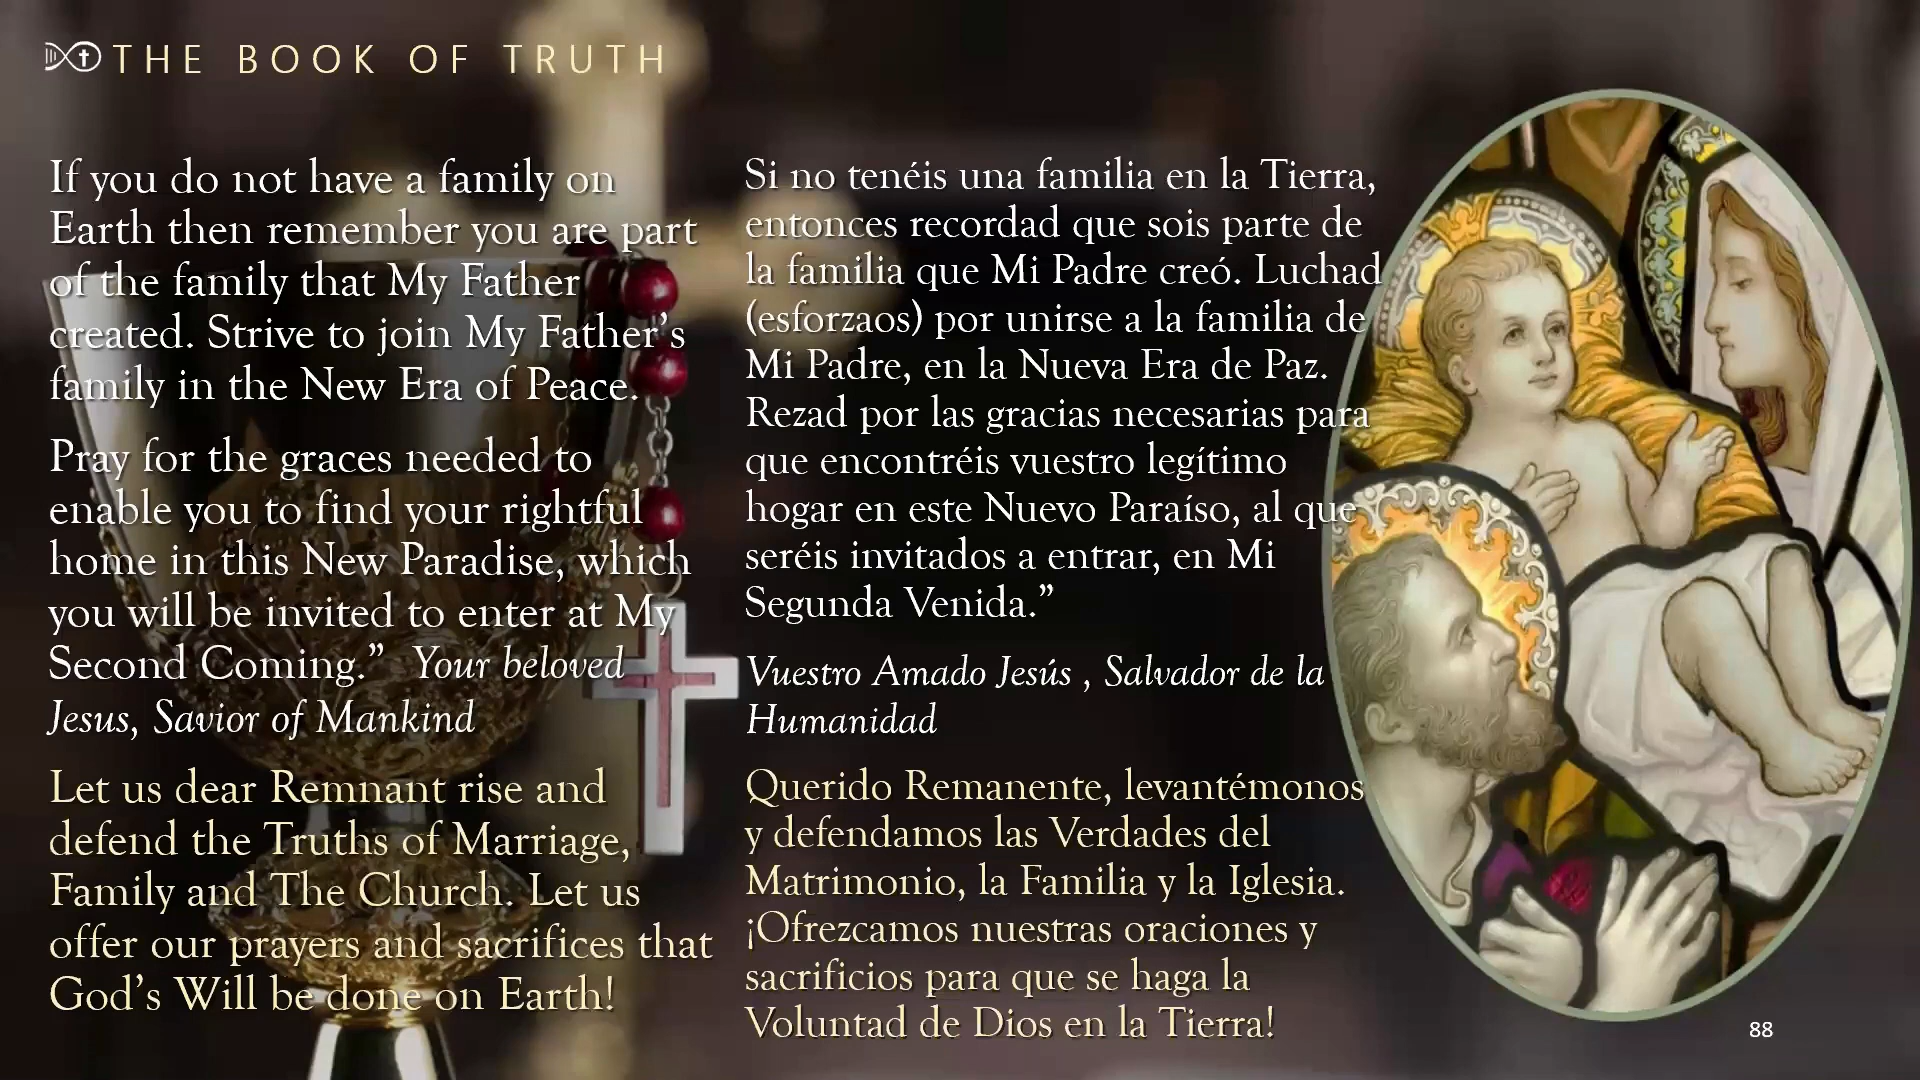 THE BOOK OF TRUTH
If you do not have a family on
Earth then remember you are part
of the family that My Father
created. Strive to join My Father’s
family in the New Era of Peace.
Pray for the graces needed to
enable you to find your rightful
home in this New Paradise, which
you will be invited to enter at My
Second Coming.” Your beloved
Jesus, Savior of Mankind
Let us dear Remnant rise and
defend the Truths of Marriage,
Family and The Church. Let us
offer our prayers and sacrifices that
God’s Will be done on Earth!
Si no tenéis una familia en la Tierra,
entonces recordad que sois parte de
la familia que Mi Padre creó. Luchad
(esforzaos) por unirse a la familia de
Mi Padre, en la Nueva Era de Paz.
Rezad por las gracias necesarias para
que encontréis vuestro legítimo
hogar en este Nuevo Paraíso, al que
seréis invitados a entrar, en Mi
Segunda Venida.”
Vuestro Amado Jesús , Salvador de la
Humanidad
Querido Remanente, levantémonos
y defendamos las Verdades del
Matrimonio, la Familia y la Iglesia.
¡Ofrezcamos nuestras oraciones y
sacrificios para que se haga la
Voluntad de Dios en la Tierra!
88